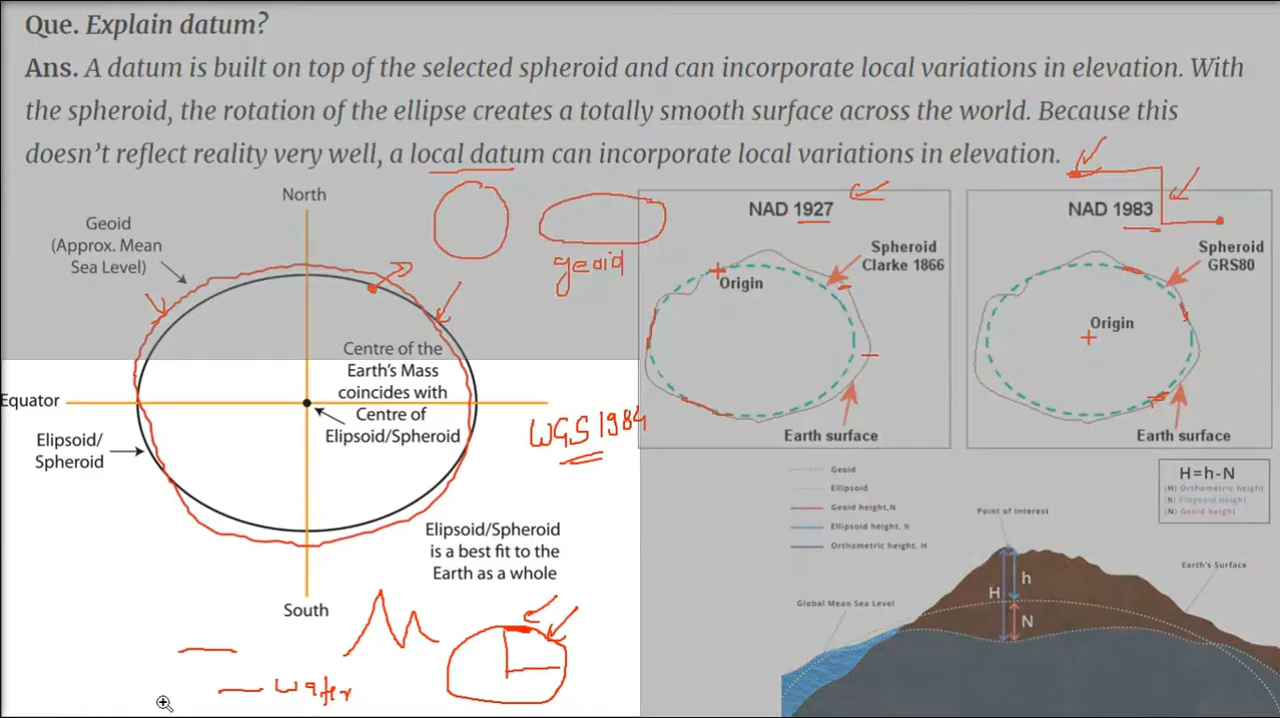 Que. Explain datum?
Ans. A datum is built on top of the selected spheroid and can incorporate local variations in elevation. With
the spheroid, the rotation of the ellipse creates a totally smooth surface across the world. Because this
doesn't reflect reality very well, a local datum can incorporate local variations in elevation.
North
Geoid
(Approx. Mean
Sea Level)
geoid
Centre of the
Earth's Mass
coincides with
Centre of
Elipsoid/Spheroid
Equator
Elipsoid/
Spheroid
WGS 1984
Elipsoid/Spheroid
is a best fit to the
Earth as a whole
South
water
NAD 1927
Spheroid
Clarke 1866
Origin
Earth surface
NAD 1983
Spheroid
GRS80
Origin
Earth surface
Geoid
Ellipsoid
Geoid height,N
Ellipsoid height, h
Orthometric height, H
H=h-N
(H) Orthometric height
(h) Ellipsoid height
(N) Geoid height
Point of Interest
Earth's Surface
Global Mean Sea Level
H
h
N